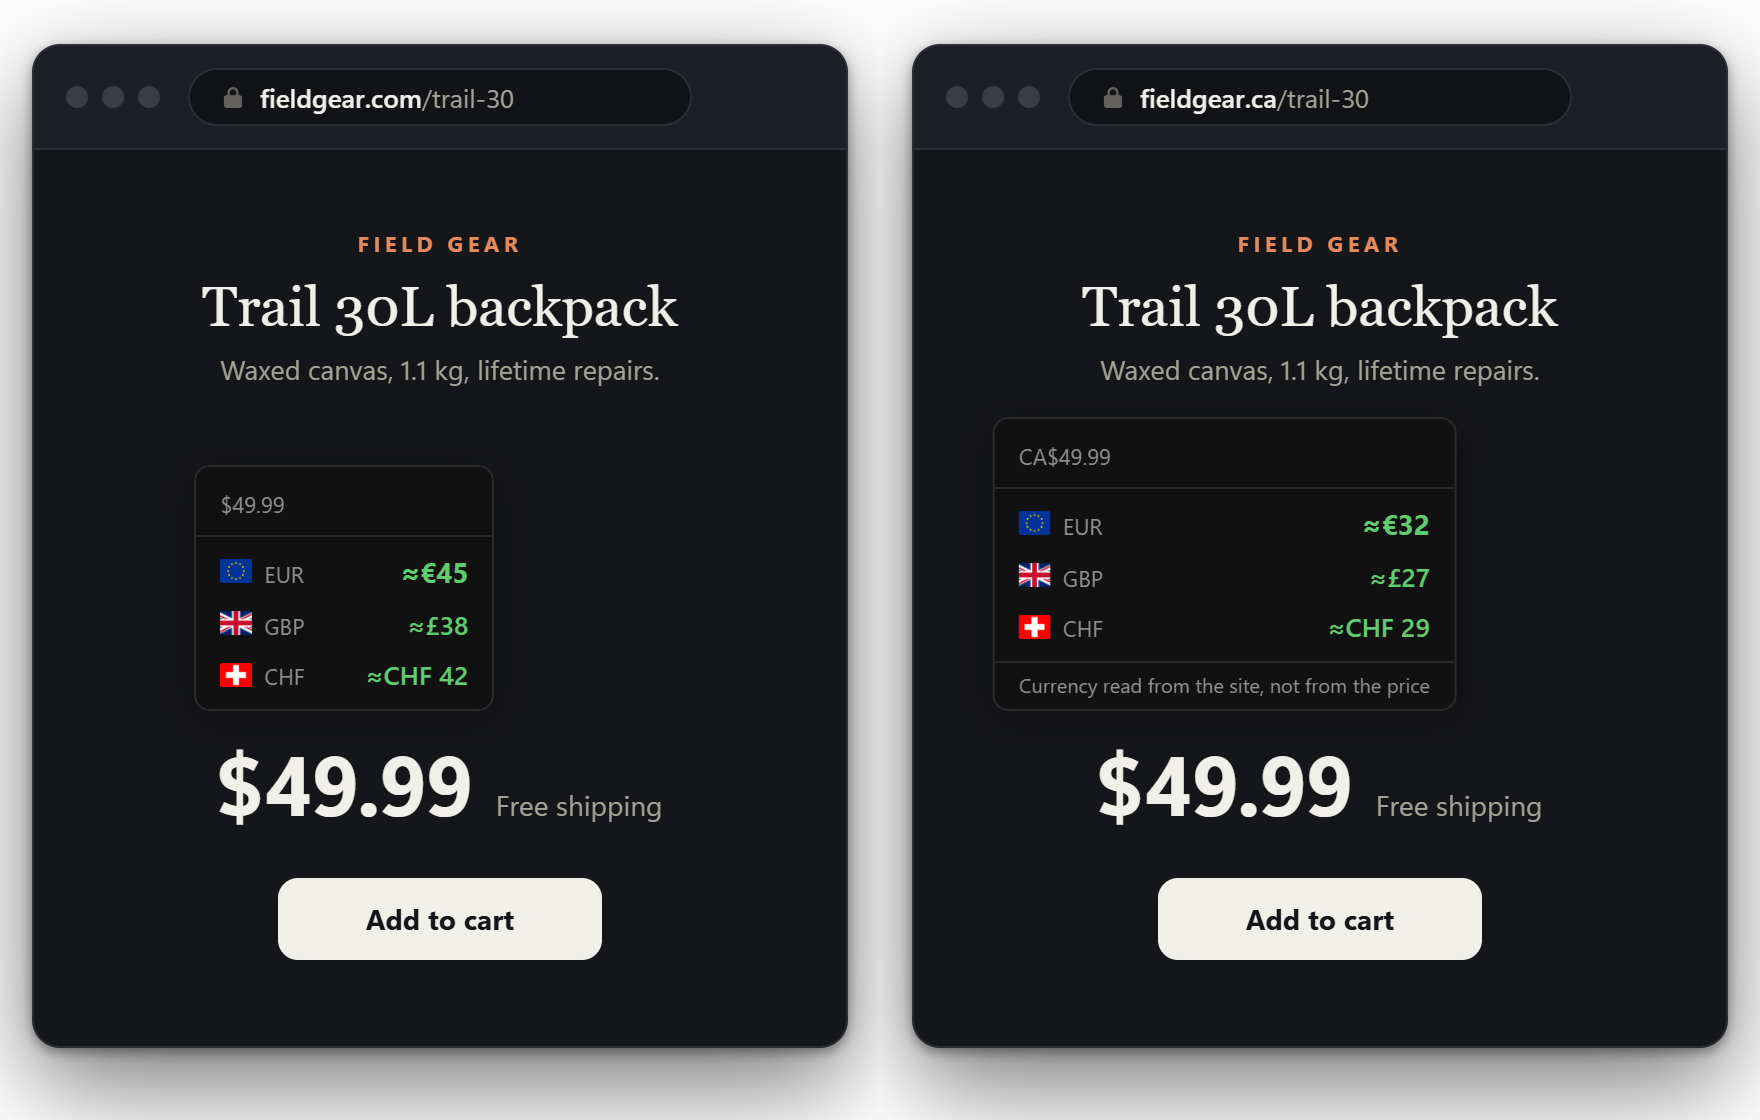 fieldgear.com/trail-30
FIELD GEAR
Trail 30L backpack
Waxed canvas, 1.1 kg, lifetime repairs.
$49.99
EUR ≈€45
GBP ≈£38
CHF ≈CHF 42
$49.99 Free shipping
Add to cart
fieldgear.ca/trail-30
FIELD GEAR
Trail 30L backpack
Waxed canvas, 1.1 kg, lifetime repairs.
CA$49.99
EUR ≈€32
GBP ≈£27
CHF ≈CHF 29
Currency read from the site, not from the price
$49.99 Free shipping
Add to cart